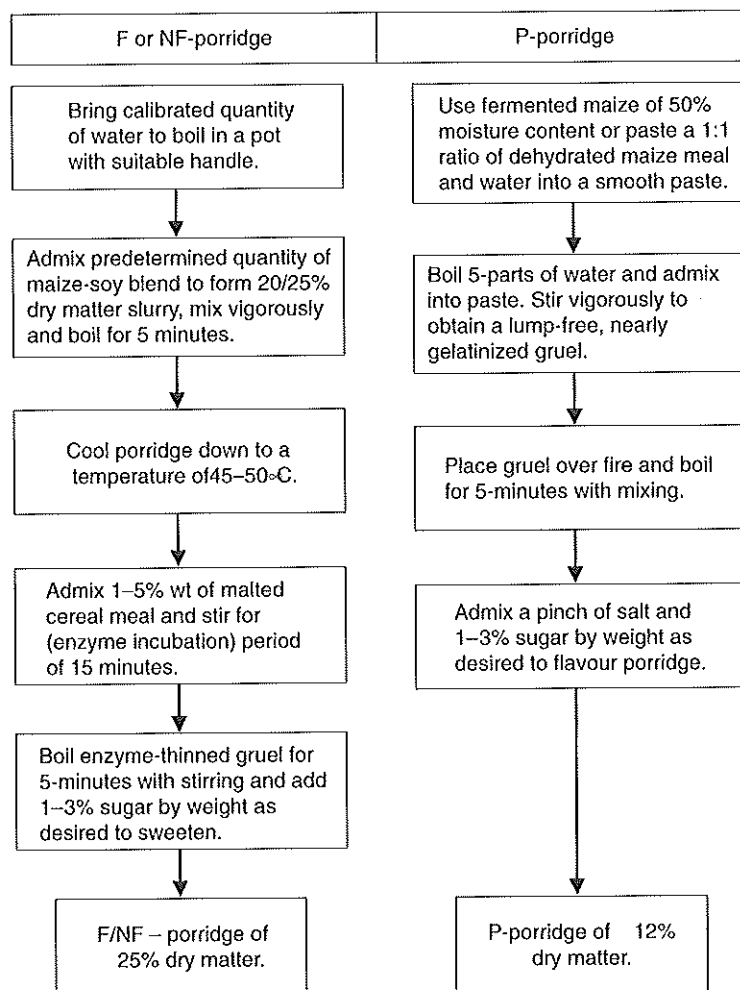 F or NF-porridge
P-porridge
Bring calibrated quantity
of water to boil in a pot
with suitable handle.
Admix predetermined quantity of
maize-soy blend to form 20/25%
dry matter slurry, mix vigorously
and boil for 5 minutes.
Cool porridge down to a
temperature of45–50∘C.
Admix 1–5% wt of malted
cereal meal and stir for
(enzyme incubation) period
of 15 minutes.
Boil enzyme-thinned gruel for
5-minutes with stirring and add
1–3% sugar by weight as
desired to sweeten.
F/NF – porridge of
25% dry matter.
Use fermented maize of 50%
moisture content or paste a 1:1
ratio of dehydrated maize meal
and water into a smooth paste.
Boil 5-parts of water and admix
into paste. Stir vigorously to
obtain a lump-free, nearly
gelatinized gruel.
Place gruel over fire and boil
for 5-minutes with mixing.
Admix a pinch of salt and
1–3% sugar by weight as
desired to flavour porridge.
P-porridge of 12%
dry matter.